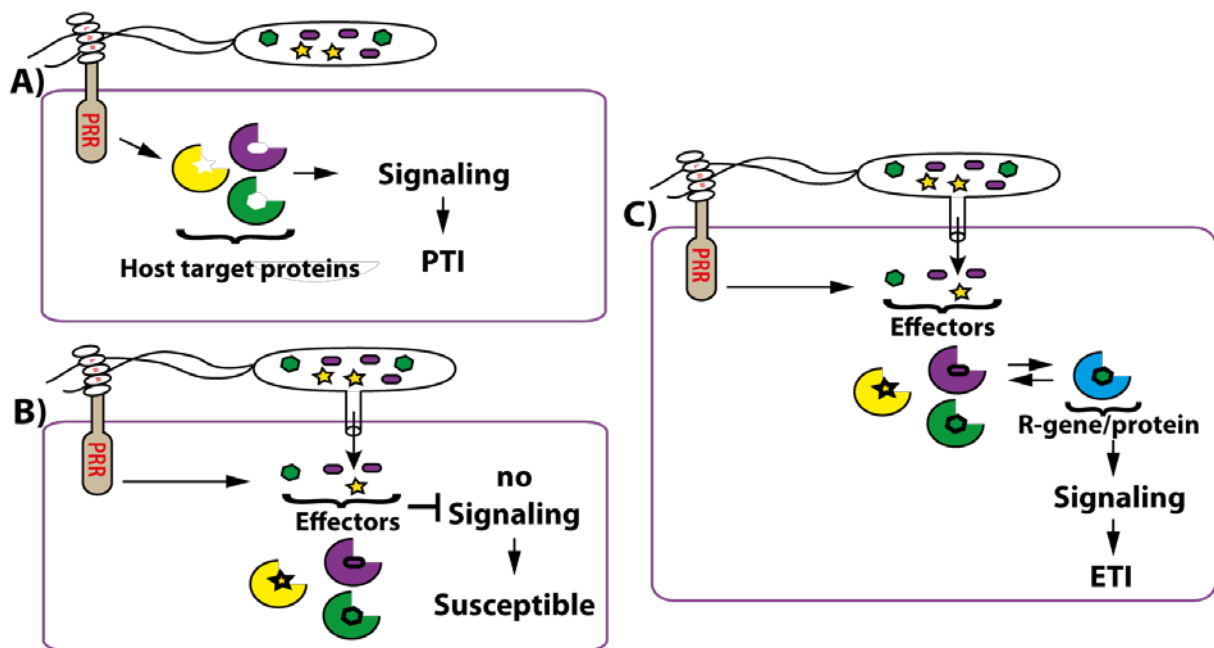 A)
PRR
Host target proteins
Signaling
PTI
B)
PRR
Effectors
no
Signaling
Susceptible
C)
PRR
Effectors
R-gene/protein
Signaling
ETI